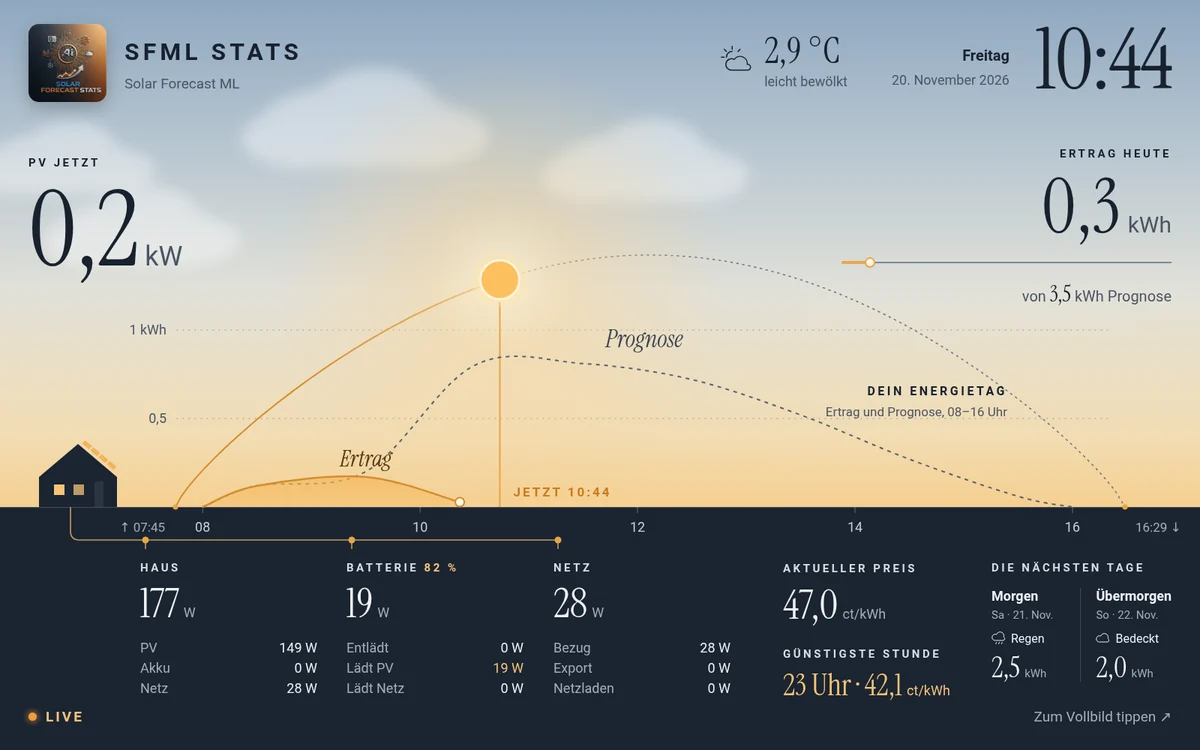 Ai
SOLAR
FORECAST STATS
SFML STATS
Solar Forecast ML
2,9 °C
leicht bewölkt
Freitag
20. November 2026
10:44
PV JETZT
0,2 kW
ERTRAG HEUTE
0,3 kWh
von 3,5 kWh Prognose
1 kWh
Prognose
DEIN ENERGIETAG
Ertrag und Prognose, 08–16 Uhr
0,5
Ertrag
JETZT 10:44
↑ 07:45
08
10
12
14
16
16:29 ↓
HAUS
177 W
PV 149 W
Akku 0 W
Netz 28 W
BATTERIE 82 %
19 W
Entlädt 0 W
Lädt PV 19 W
Lädt Netz 0 W
NETZ
28 W
Bezug 28 W
Export 0 W
Netzladen 0 W
AKTUELLER PREIS
47,0 ct/kWh
GÜNSTIGSTE STUNDE
23 Uhr · 42,1 ct/kWh
DIE NÄCHSTEN TAGE
Morgen
Sa · 21. Nov.
Regen
2,5 kWh
Übermorgen
So · 22. Nov.
Bedeckt
2,0 kWh
LIVE
Zum Vollbild tippen ↗